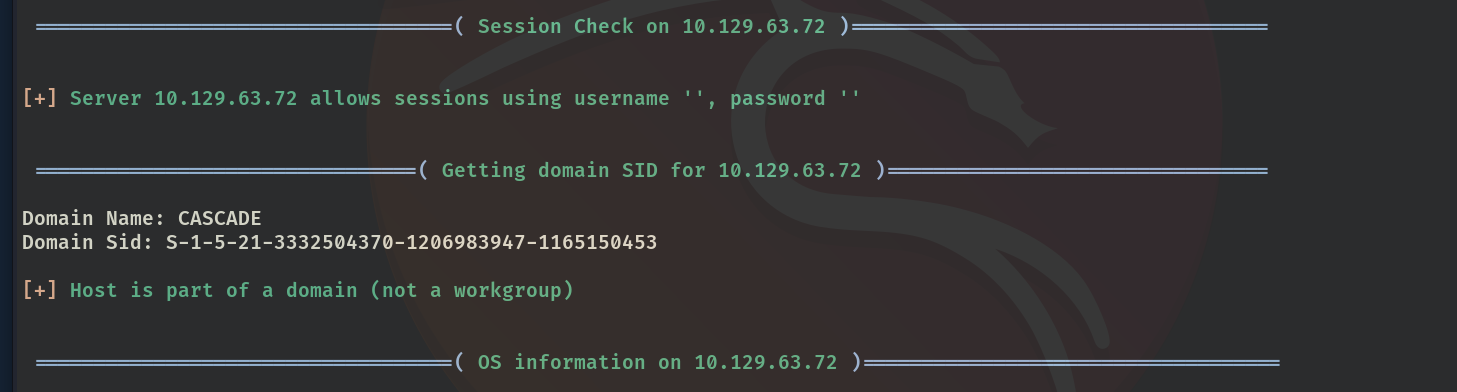 ( Session Check on 10.129.63.72 )
[+] Server 10.129.63.72 allows sessions using username '', password ''
( Getting domain SID for 10.129.63.72 )
Domain Name: CASCADE
Domain Sid: S-1-5-21-3332504370-1206983947-1165150453
[+] Host is part of a domain (not a workgroup)
( OS information on 10.129.63.72 )